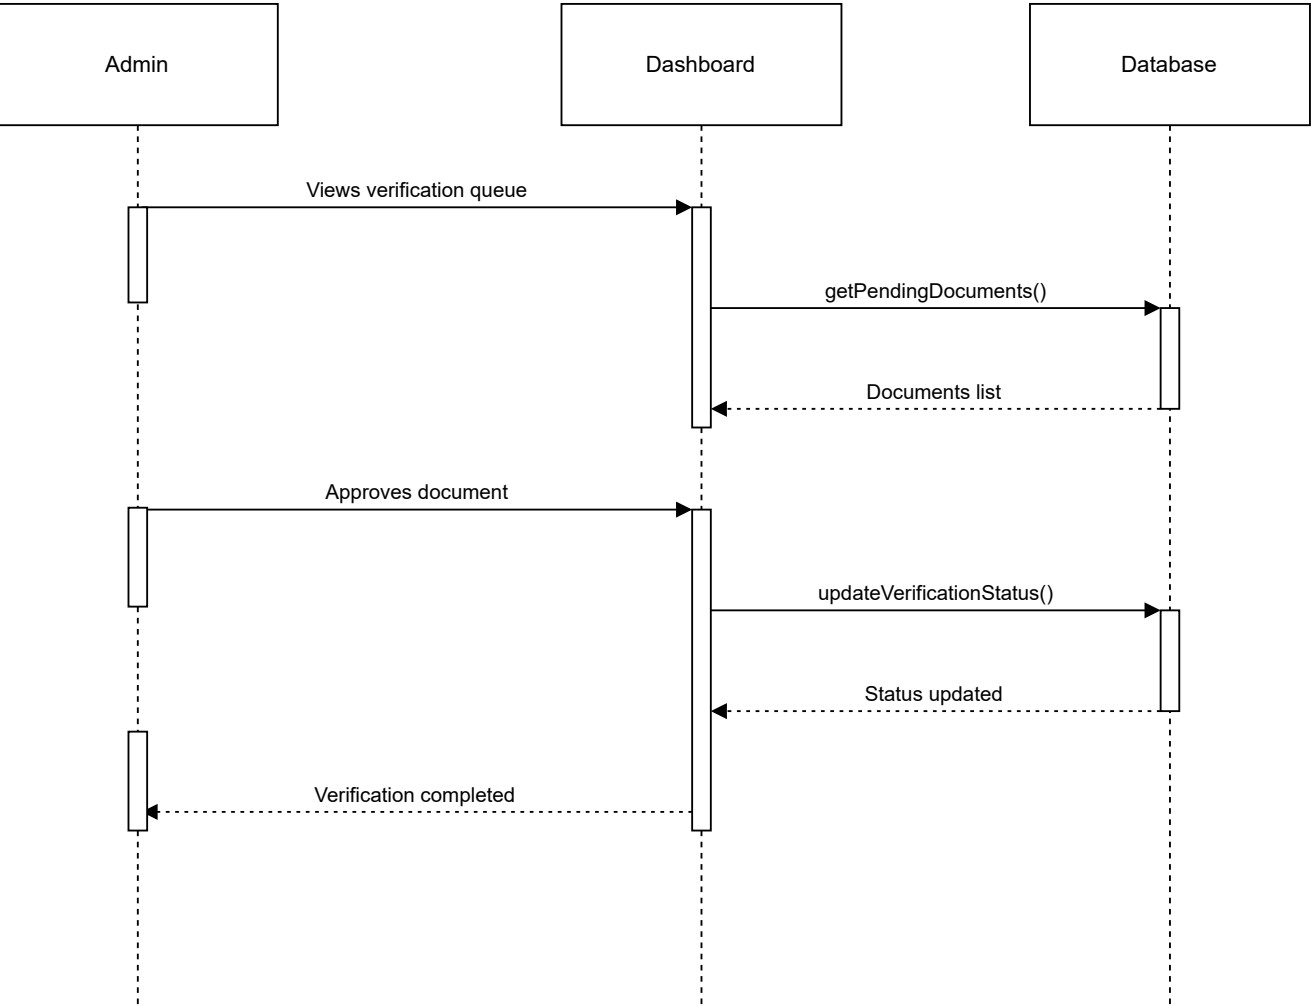 Admin
Dashboard
Database
Views verification queue
getPendingDocuments()
Documents list
Approves document
updateVerificationStatus()
Status updated
Verification completed